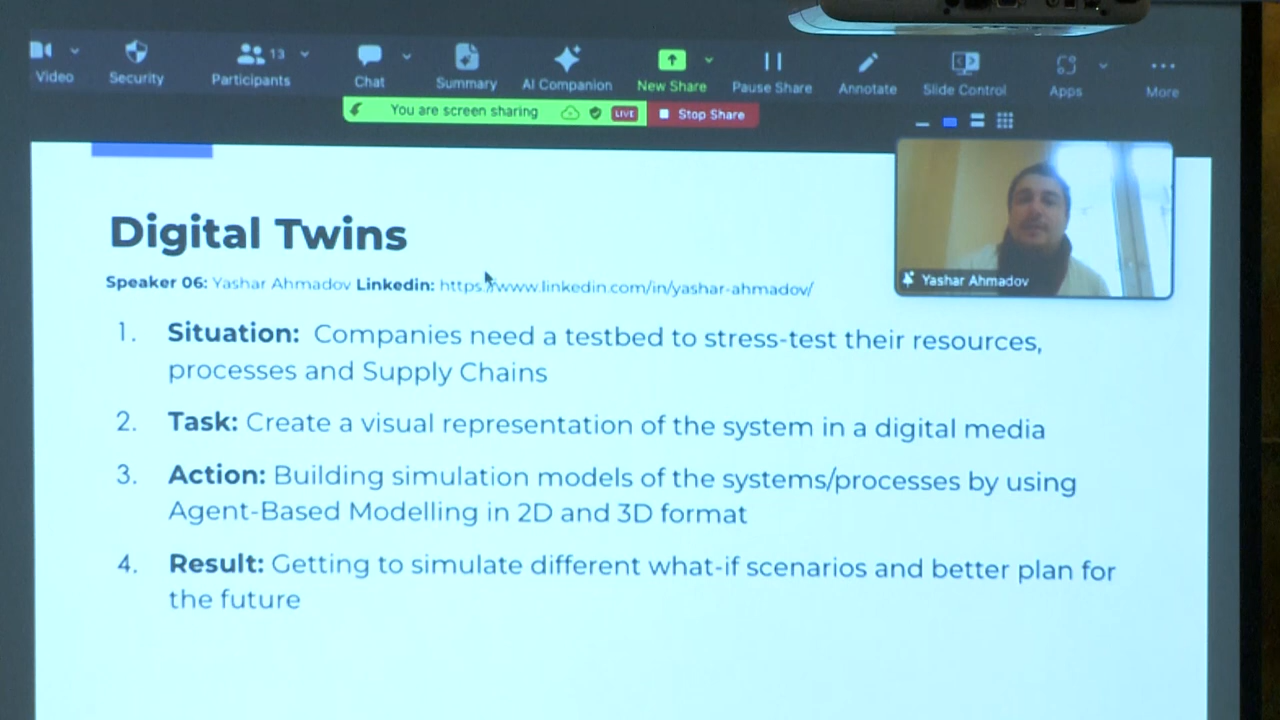 Video
Security
Participants
13
Chat
Summary
AI Companion
New Share
Pause Share
Annotate
Slide Control
Apps
More
You are screen sharing
LIVE
Stop Share
Digital Twins
Speaker 06: Yashar Ahmadov Linkedin: https://www.linkedin.com/in/yashar-ahmadov/
Yashar Ahmadov
1. Situation: Companies need a testbed to stress-test their resources,
processes and Supply Chains
2. Task: Create a visual representation of the system in a digital media
3. Action: Building simulation models of the systems/processes by using
Agent-Based Modelling in 2D and 3D format
4. Result: Getting to simulate different what-if scenarios and better plan for
the future